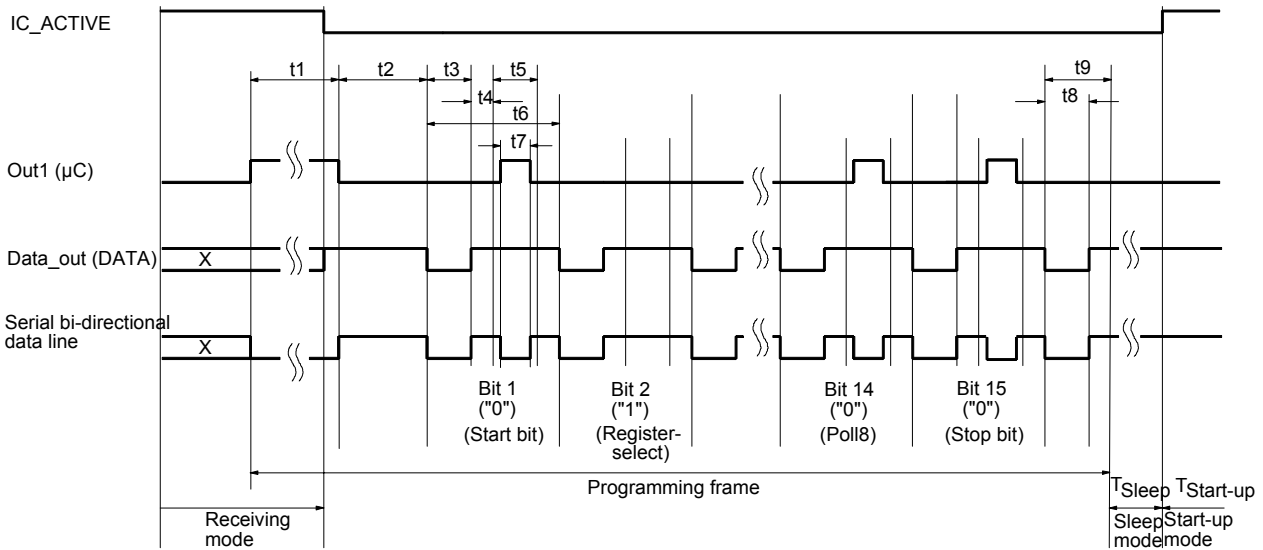 IC_ACTIVE
t1
t2
t3
t5
t9
t4
t8
t6
t7
Out1 (µC)
Data_out (DATA)
X
Serial bi-directional
data line
X
Bit 1
("0")
(Start bit)
Bit 2
("1")
(Register-
select)
Bit 14
("0")
(Poll8)
Bit 15
("0")
(Stop bit)
Programming frame
TSleep
TStart-up
Receiving
mode
Sleep
mode
Start-up
mode